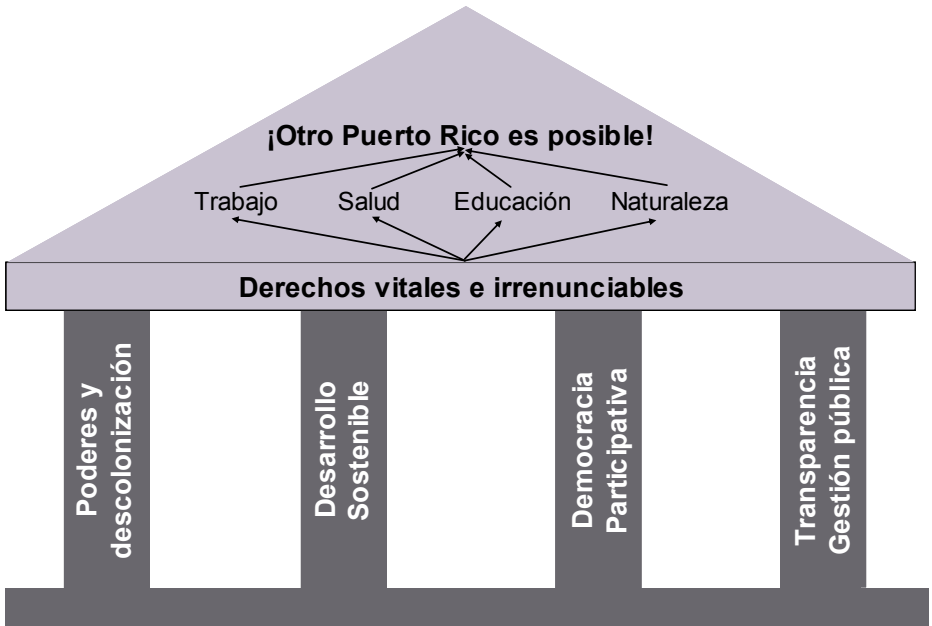 ¡Otro Puerto Rico es posible!
Trabajo
Salud
Educación
Naturaleza
Derechos vitales e irrenunciables
Poderes y
descolonización
Desarrollo
Sostenible
Democracia
Participativa
Transparencia
Gestión pública